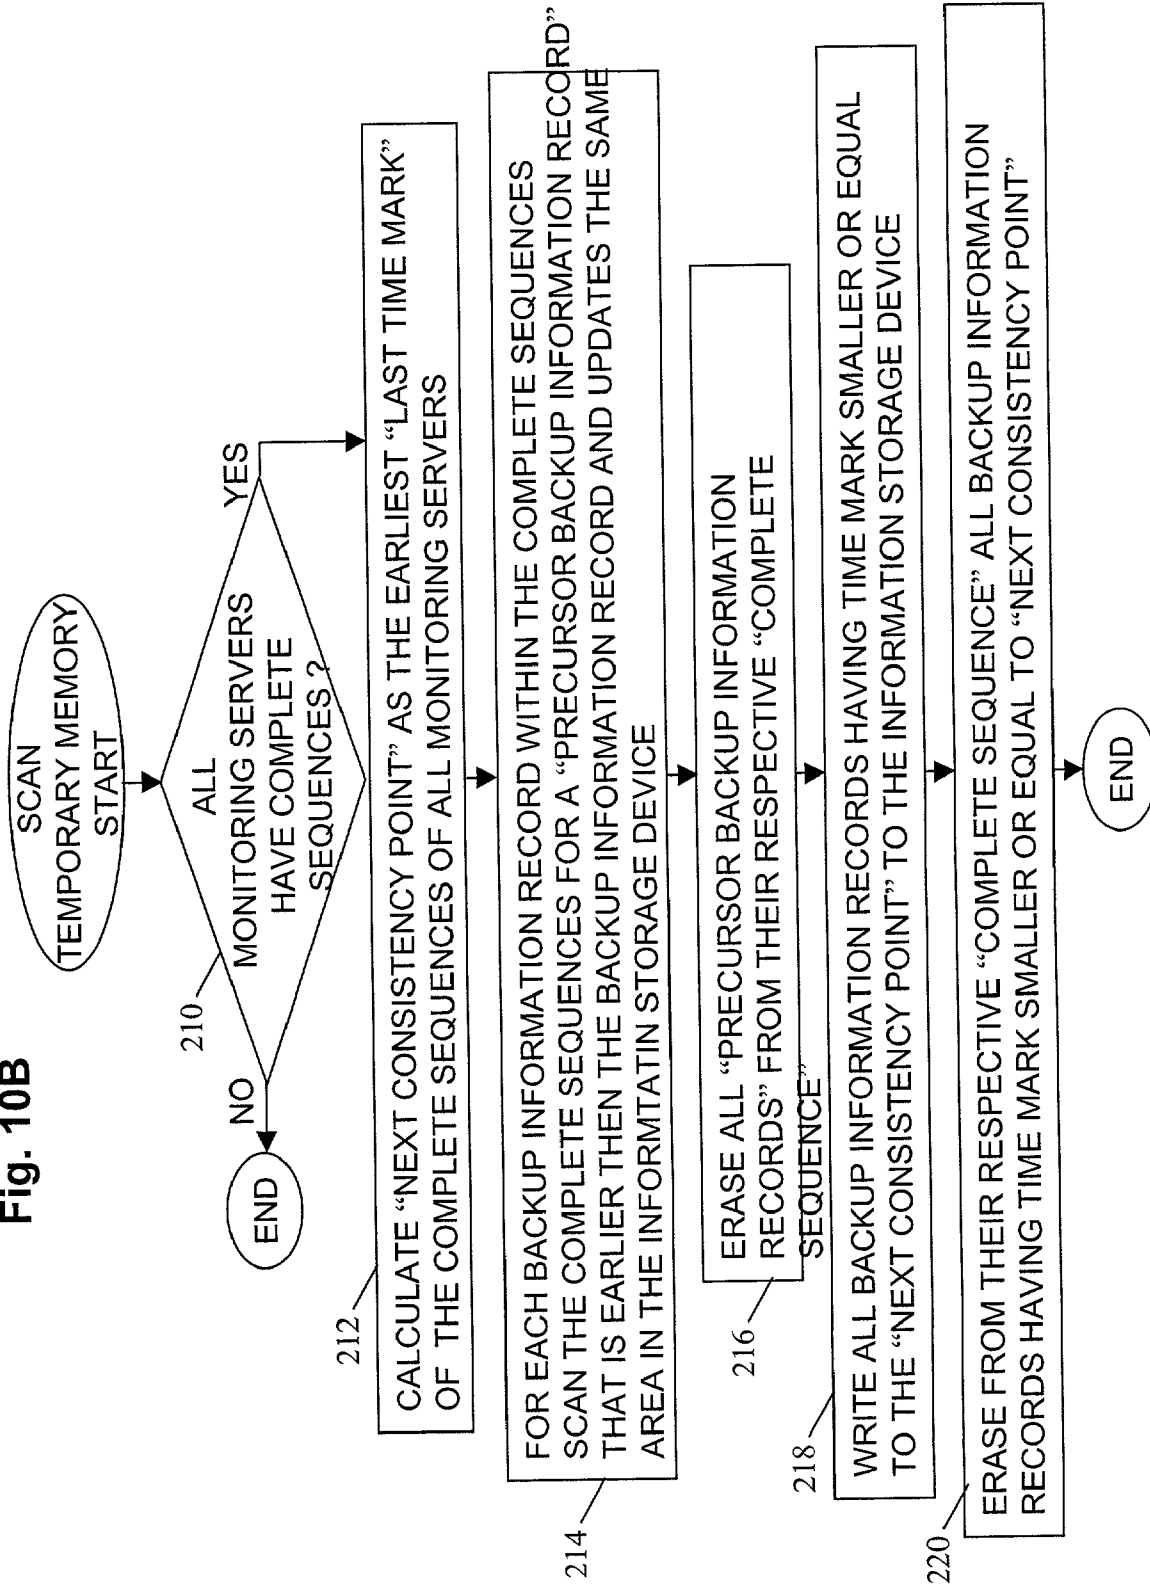 Fig. 10B
SCAN
TEMPORARY MEMORY
START
210
ALL
MONITORING SERVERS
HAVE COMPLETE
SEQUENCES ?
NO
YES
END
212
CALCULATE “NEXT CONSISTENCY POINT” AS THE EARLIEST “LAST TIME MARK”
OF THE COMPLETE SEQUENCES OF ALL MONITORING SERVERS
214
FOR EACH BACKUP INFORMATION RECORD WITHIN THE COMPLETE SEQUENCES
SCAN THE COMPLETE SEQUENCES FOR A “PRECURSOR BACKUP INFORMATION RECORD”
THAT IS EARLIER THEN THE BACKUP INFORMATION RECORD AND UPDATES THE SAME
AREA IN THE INFORMTATIN STORAGE DEVICE
216
ERASE ALL “PRECURSOR BACKUP INFORMATION
RECORDS” FROM THEIR RESPECTIVE “COMPLETE
SEQUENCE”
218
WRITE ALL BACKUP INFORMATION RECORDS HAVING TIME MARK SMALLER OR EQUAL
TO THE “NEXT CONSISTENCY POINT” TO THE INFORMATION STORAGE DEVICE
220
ERASE FROM THEIR RESPECTIVE “COMPLETE SEQUENCE” ALL BACKUP INFORMATION
RECORDS HAVING TIME MARK SMALLER OR EQUAL TO “NEXT CONSISTENCY POINT”
END